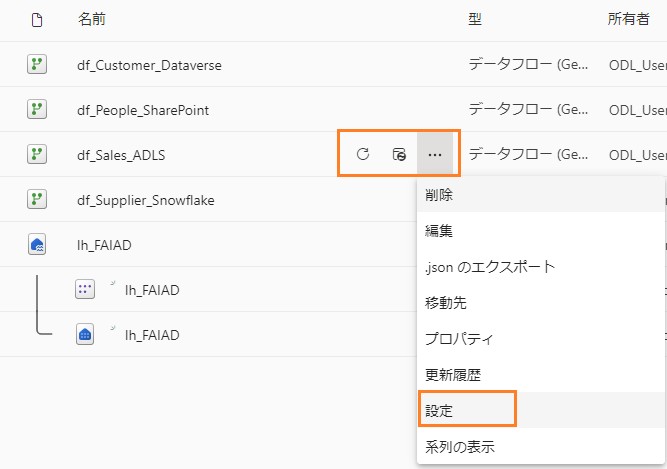 名前 型 所有者
df_Customer_Dataverse データフロー (Ge... ODL_User
df_People_SharePoint データフロー (Ge... ODL_User
df_Sales_ADLS ... データフロー (Ge... ODL_User
df_Supplier_Snowflake
lh_FAIAD
lh_FAIAD
lh_FAIAD
削除
編集
.json のエクスポート
移動先
プロパティ
更新履歴
設定
系列の表示